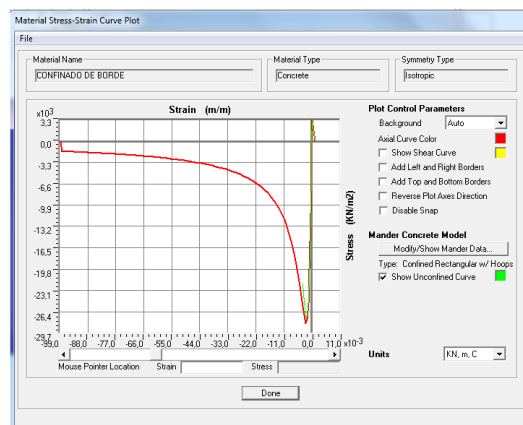 Material Stress-Strain Curve Plot
File
Material Name
CONFINADO DE BORDE
Material Type
Concrete
Symmetry Type
Isotropic
Strain (m/m)
x10³
3,3
0,0
-3,3
-6,6
-9,9
-13,2
-16,5
-19,8
-23,1
-26,4
-29,7
-99,0 -88,0 -77,0 -66,0 -55,0 -44,0 -33,0 -22,0 -11,0 0,0 11,0 x10⁻³
Stress (KN/m2)
Mouse Pointer Location Strain Stress
Plot Control Parameters
Background Auto
Axial Curve Color
Show Shear Curve
Add Left and Right Borders
Add Top and Bottom Borders
Reverse Plot Axes Direction
Disable Snap
Mander Concrete Model
Modify/Show Mander Data...
Type: Confined Rectangular w/ Hoops
Show Unconfined Curve
Units KN, m, C
Done